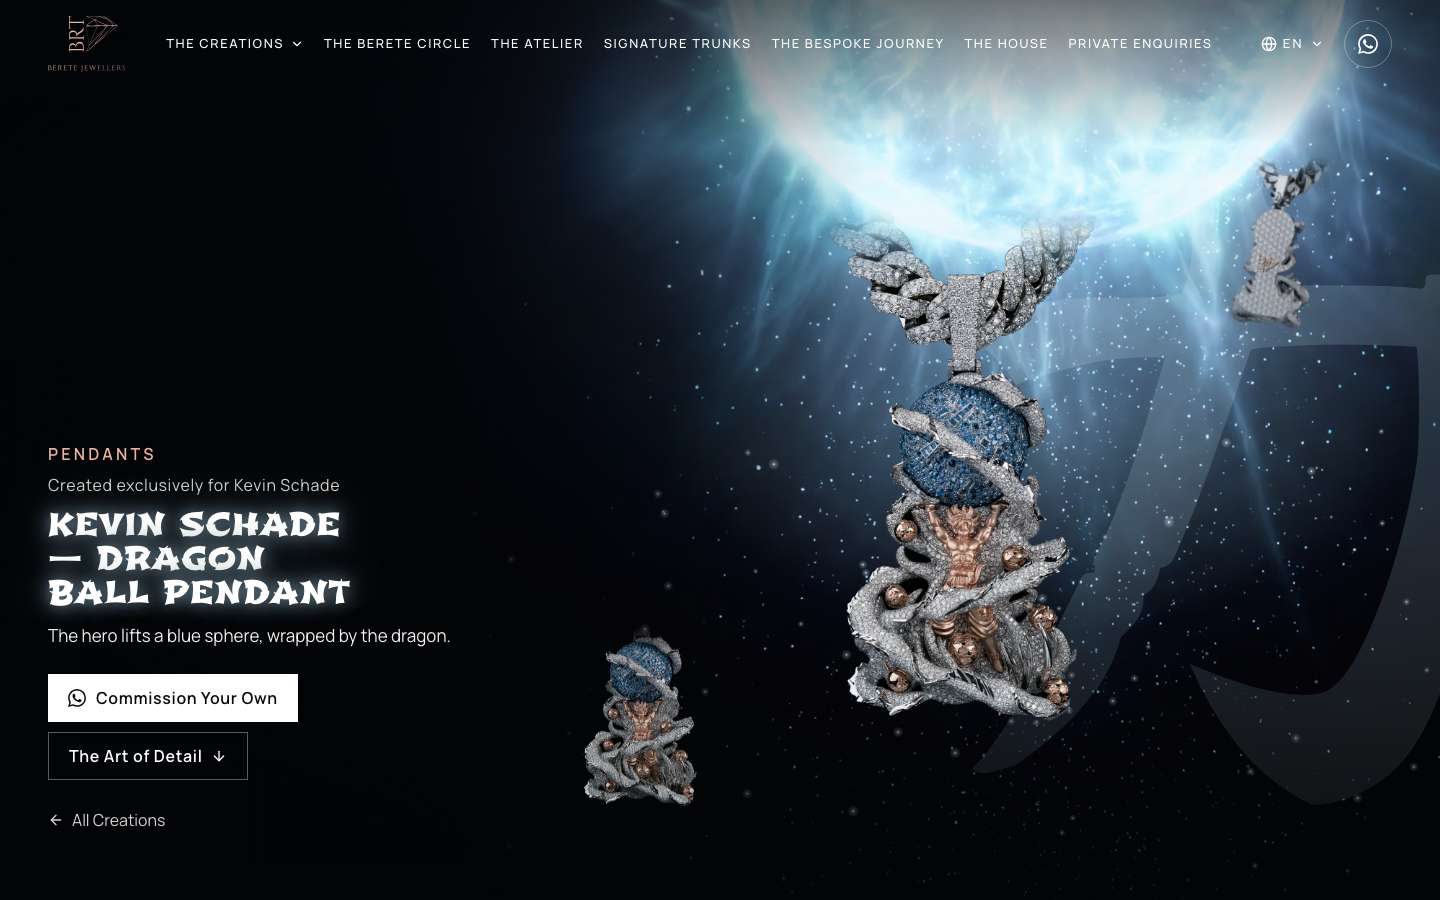 BRT
BERETE JEWELLERS
THE CREATIONS
THE BERETE CIRCLE
THE ATELIER
SIGNATURE TRUNKS
THE BESPOKE JOURNEY
THE HOUSE
PRIVATE ENQUIRIES
EN
PENDANTS
Created exclusively for Kevin Schade
KEVIN SCHADE
— DRAGON
BALL PENDANT
The hero lifts a blue sphere, wrapped by the dragon.
Commission Your Own
The Art of Detail ↓
← All Creations